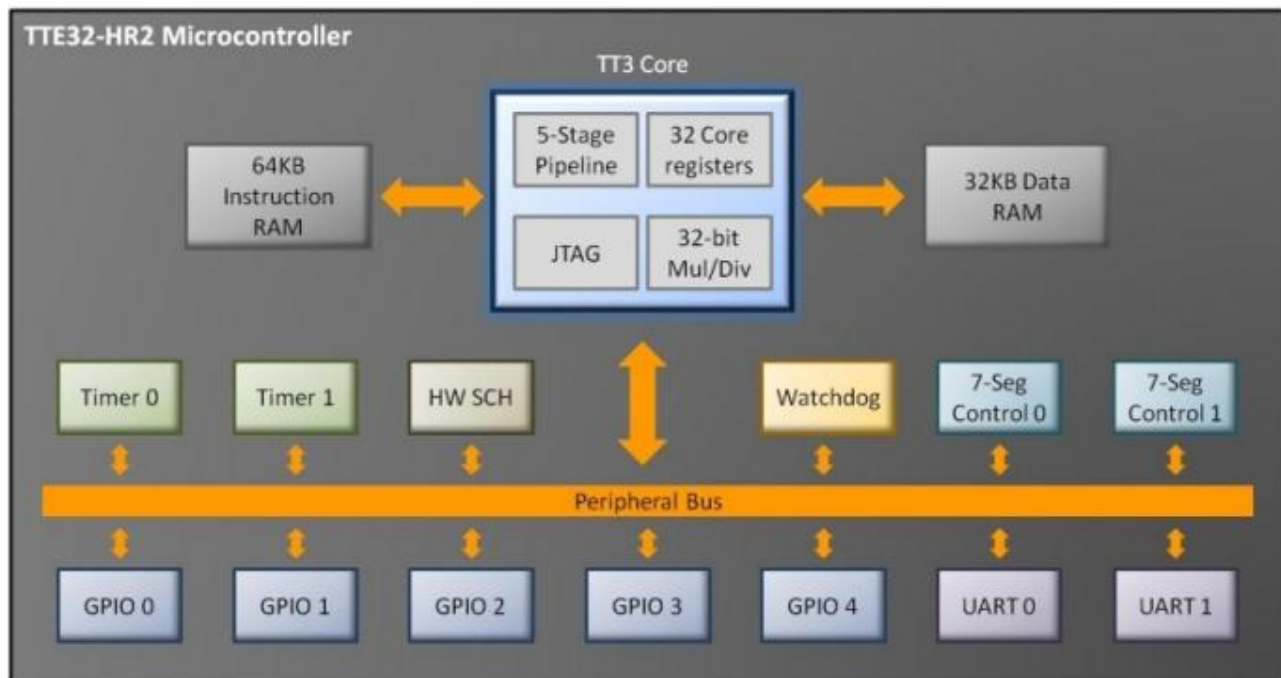 TTE32-HR2 Microcontroller
TT3 Core
5-Stage
Pipeline
32 Core
registers
64KB
Instruction
RAM
32KB Data
RAM
JTAG
32-bit
Mul/Div
Timer 0
Timer 1
HW SCH
Watchdog
7-Seg
Control 0
7-Seg
Control 1
Peripheral Bus
GPIO 0
GPIO 1
GPIO 2
GPIO 3
GPIO 4
UART 0
UART 1